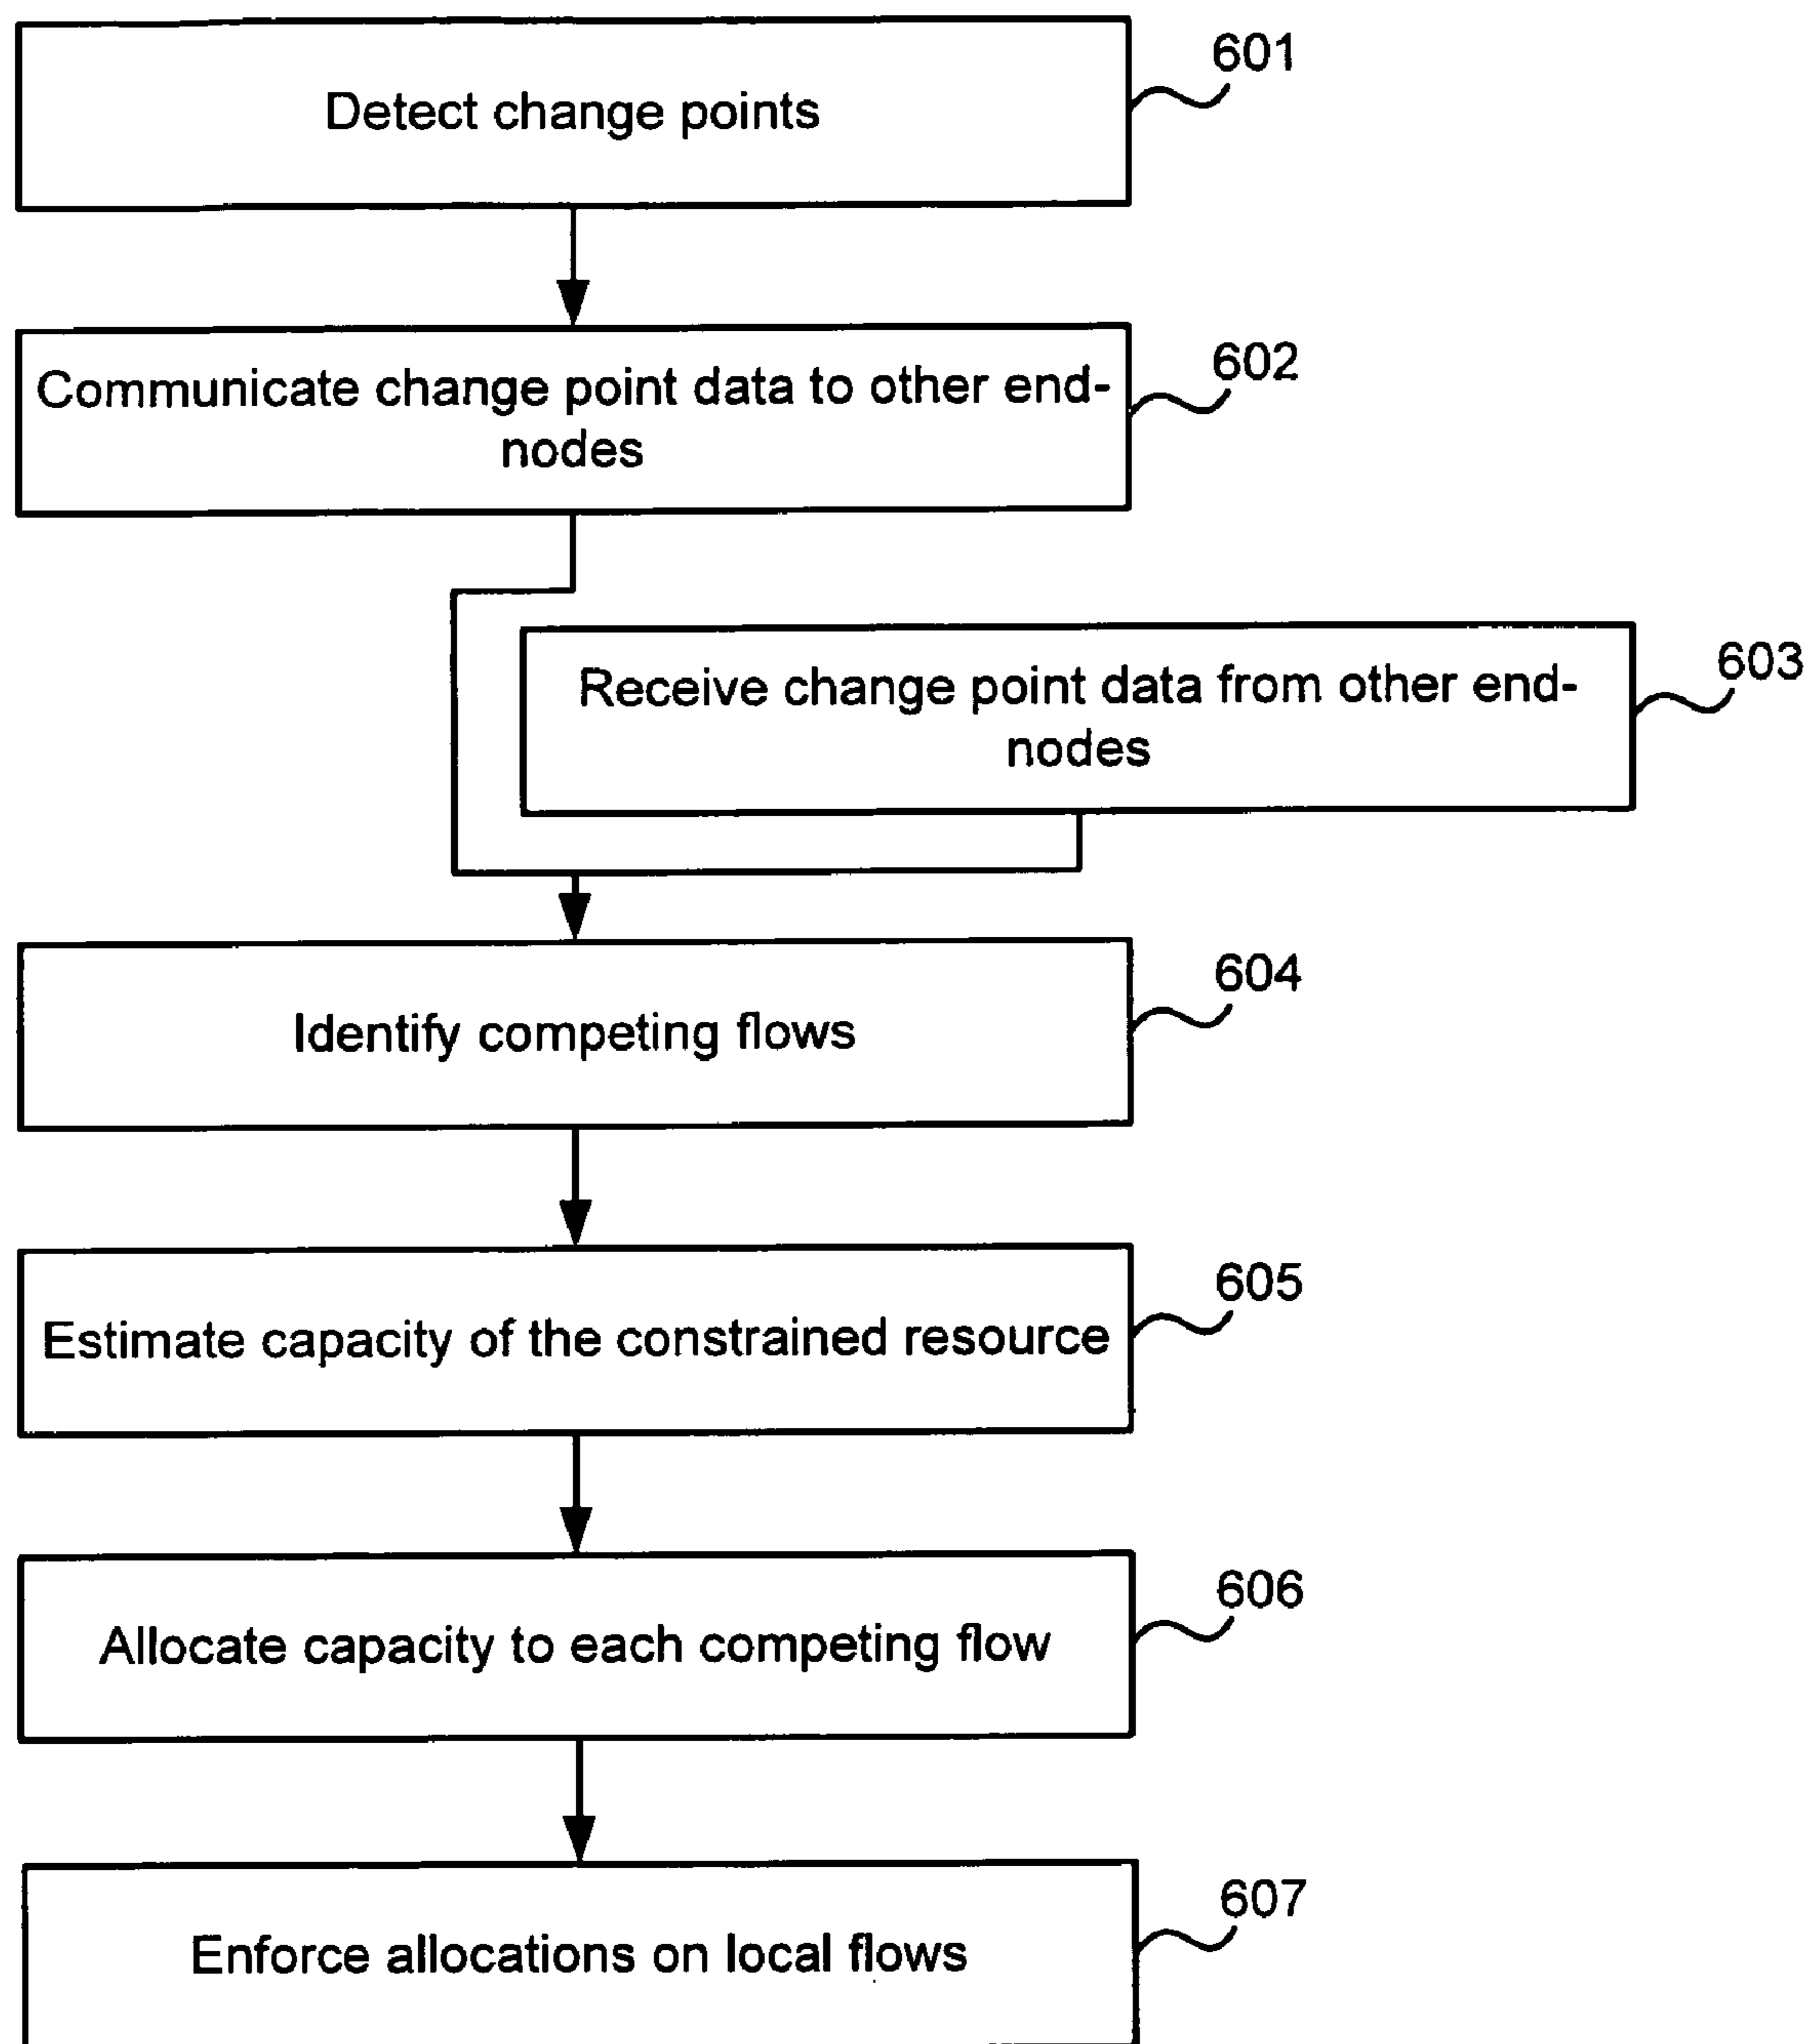 601
Detect change points
602
Communicate change point data to other end-
nodes
603
Receive change point data from other end-
nodes
604
Identify competing flows
605
Estimate capacity of the constrained resource
606
Allocate capacity to each competing flow
607
Enforce allocations on local flows